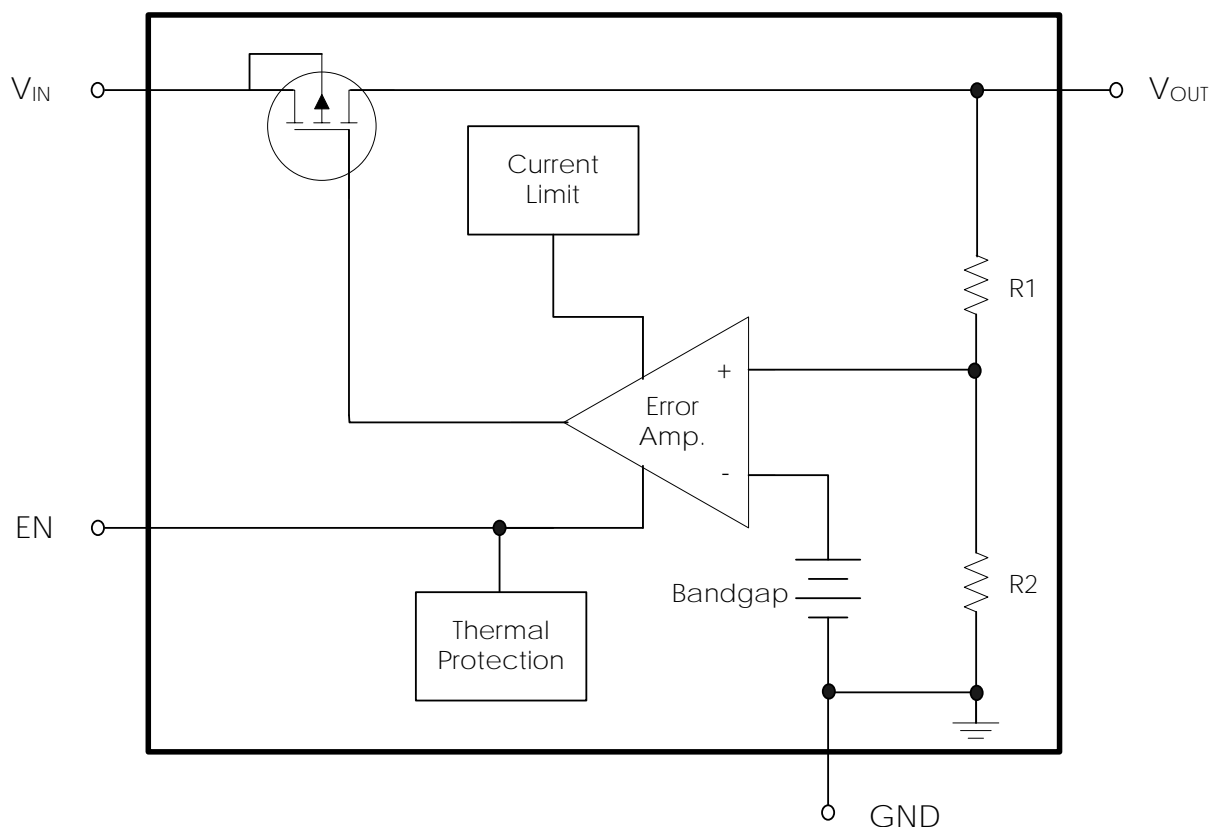 VIN
VOUT
Current
Limit
R1
+
Error
Amp.
-
EN
Bandgap
R2
Thermal
Protection
GND